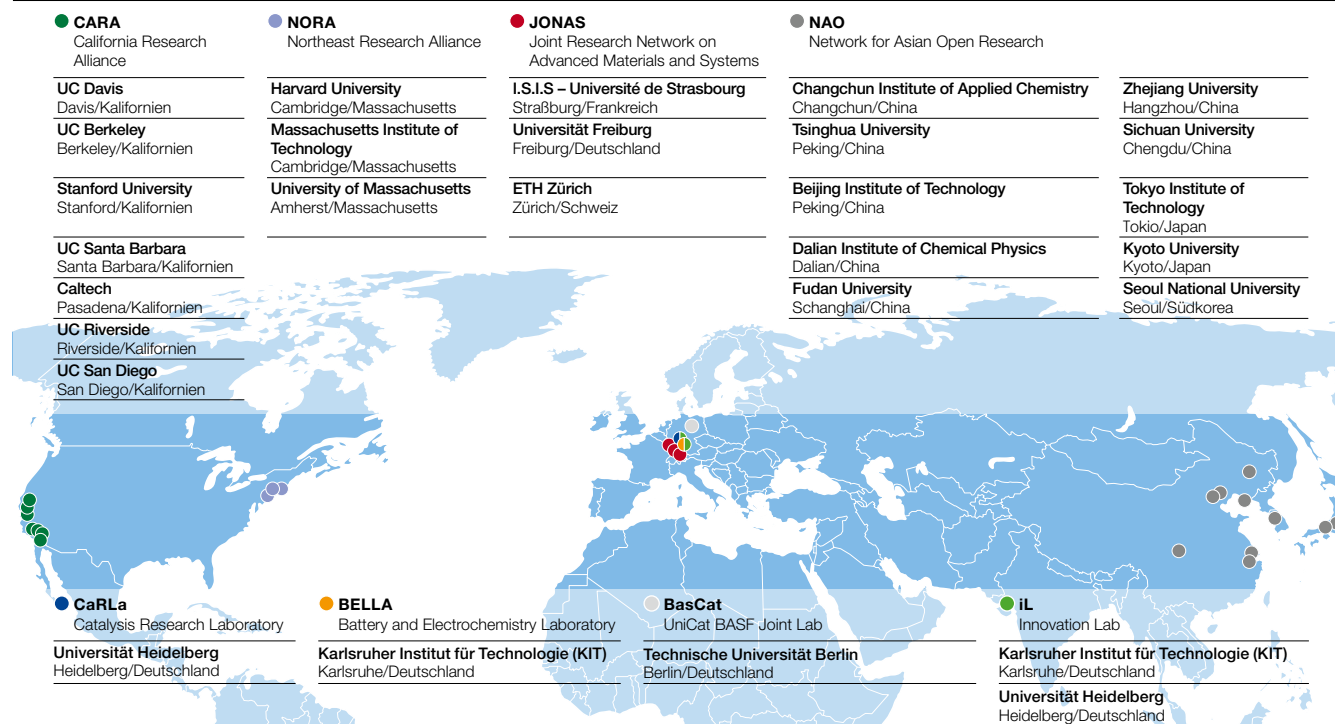 CARA
California Research
Alliance
UC Davis
Davis/Kalifornien
UC Berkeley
Berkeley/Kalifornien
Stanford University
Stanford/Kalifornien
UC Santa Barbara
Santa Barbara/Kalifornien
Caltech
Pasadena/Kalifornien
UC Riverside
Riverside/Kalifornien
UC San Diego
San Diego/Kalifornien
NORA
Northeast Research Alliance
Harvard University
Cambridge/Massachusetts
Massachusetts Institute of
Technology
Cambridge/Massachusetts
University of Massachusetts
Amherst/Massachusetts
JONAS
Joint Research Network on
Advanced Materials and Systems
I.S.I.S – Université de Strasbourg
Straßburg/Frankreich
Universität Freiburg
Freiburg/Deutschland
ETH Zürich
Zürich/Schweiz
NAO
Network for Asian Open Research
Changchun Institute of Applied Chemistry
Changchun/China
Tsinghua University
Peking/China
Beijing Institute of Technology
Peking/China
Dalian Institute of Chemical Physics
Dalian/China
Fudan University
Schanghai/China
Zhejiang University
Hangzhou/China
Sichuan University
Chengdu/China
Tokyo Institute of
Technology
Tokio/Japan
Kyoto University
Kyoto/Japan
Seoul National University
Seoul/Südkorea
CaRLa
Catalysis Research Laboratory
Universität Heidelberg
Heidelberg/Deutschland
BELLA
Battery and Electrochemistry Laboratory
Karlsruher Institut für Technologie (KIT)
Karlsruhe/Deutschland
BasCat
UniCat BASF Joint Lab
Technische Universität Berlin
Berlin/Deutschland
iL
Innovation Lab
Karlsruher Institut für Technologie (KIT)
Karlsruhe/Deutschland
Universität Heidelberg
Heidelberg/Deutschland